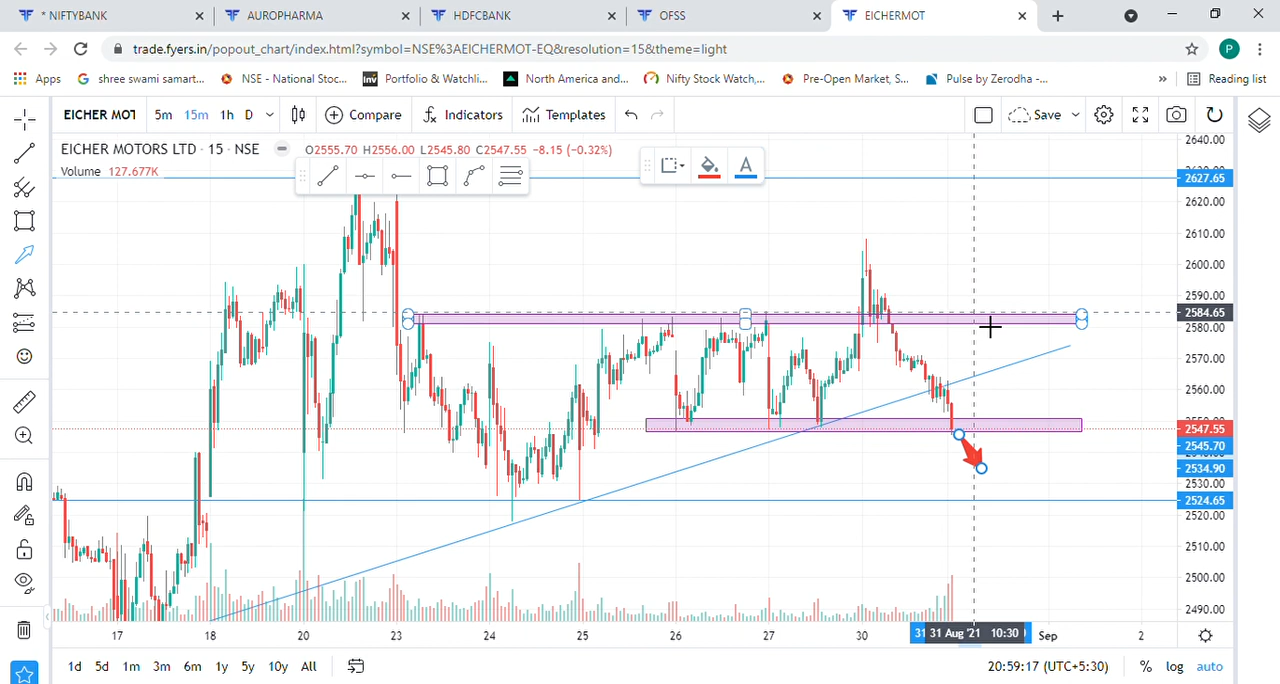 * NIFTYBANK AUROPHARMA HDFCBANK OFSS EICHERMOT
trade.fyers.in/popout_chart/index.html?symbol=NSE%3AEICHERMOT-EQ&resolution=15&theme=light P
Apps shree swami samart... NSE - National Stoc... Inv Portfolio & Watchli... North America and... Nifty Stock Watch,... Pre-Open Market, S... Pulse by Zerodha -... » Reading list
EICHER MOT 5m 15m 1h D Compare Indicators Templates Save
EICHER MOTORS LTD · 15 · NSE O2555.70 H2556.00 L2545.80 C2547.55 -8.15 (-0.32%)
Volume 127.677K
2640.00
2627.65
2620.00
2610.00
2600.00
2590.00
2584.65
2580.00
2570.00
2560.00
2547.55
2545.70
2534.90
2530.00
2524.65
2520.00
2510.00
2500.00
2490.00
17 18 19 20 23 24 25 26 27 30 31 31 Aug '21 10:30 Sep 2
1d 5d 1m 3m 6m 1y 5y 10y All 20:59:17 (UTC+5:30) % log auto